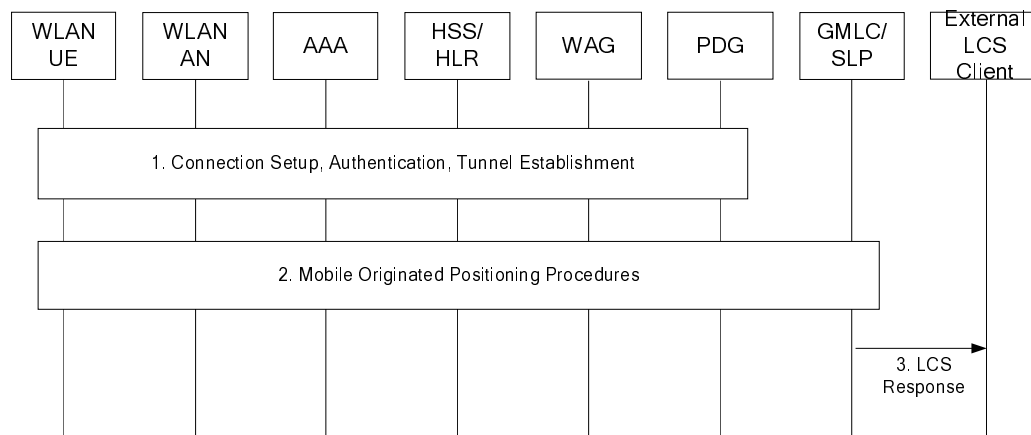 WLAN
UE
WLAN
AN
AAA
HSS/
HLR
WAG
PDG
GMLC/
SLP
External
LCS
Client
1. Connection Setup, Authentication, Tunnel Establishment
2. Mobile Originated Positioning Procedures
3. LCS
Response